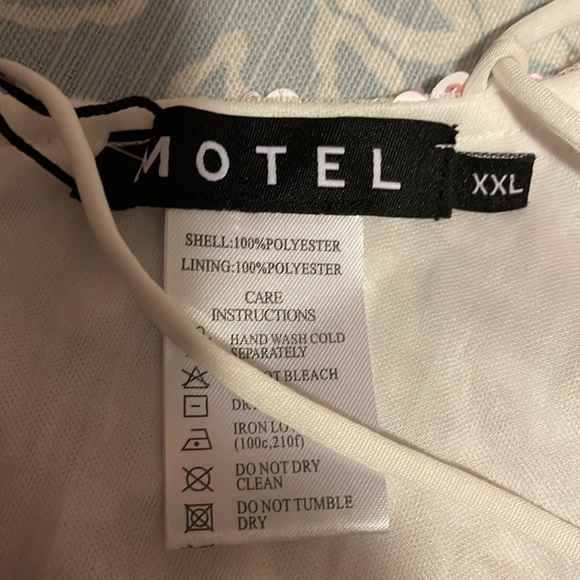 MOTEL
XXL
SHELL:100%POLYESTER
LINING:100%POLYESTER
CARE
INSTRUCTIONS
HAND WASH COLD
SEPARATELY
BLEACH
IRON
(100c,210f)
DO NOT DRY
CLEAN
DO NOT TUMBLE
DRY